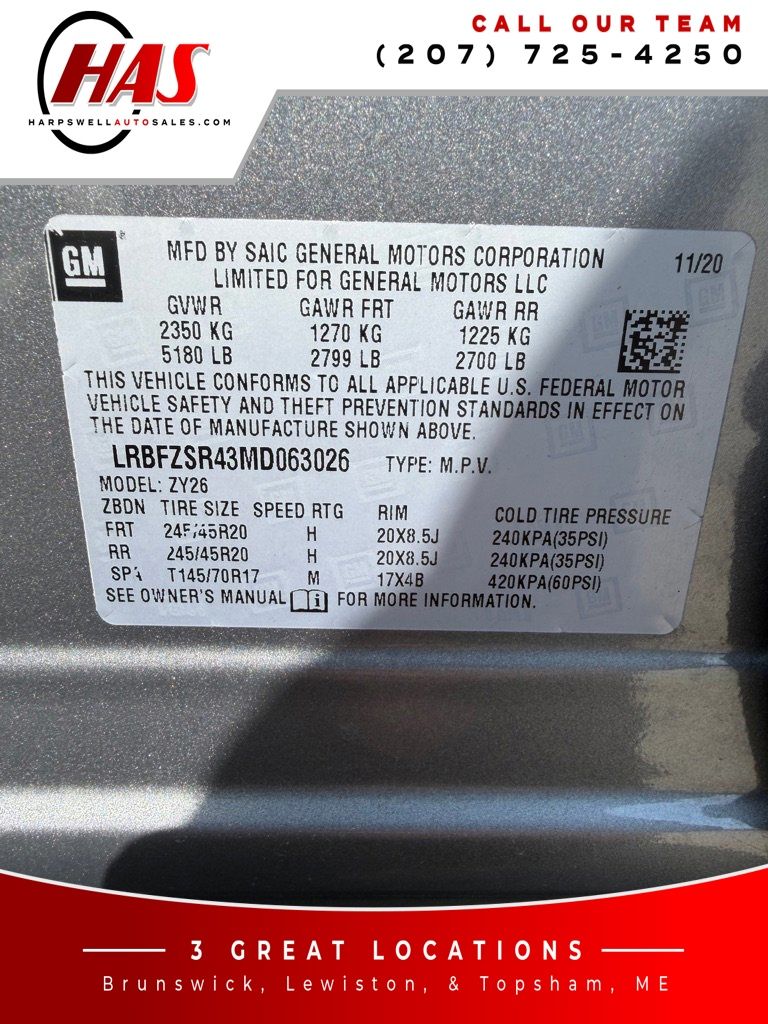 HAS
HARPSWELLAUTOSALES.COM
CALL OUR TEAM
(207) 725-4250
GM
MFD BY SAIC GENERAL MOTORS CORPORATION
LIMITED FOR GENERAL MOTORS LLC
11/20
GVWR GAWR FRT GAWR RR
2350 KG 1270 KG 1225 KG
5180 LB 2799 LB 2700 LB
THIS VEHICLE CONFORMS TO ALL APPLICABLE U.S. FEDERAL MOTOR
VEHICLE SAFETY AND THEFT PREVENTION STANDARDS IN EFFECT ON
THE DATE OF MANUFACTURE SHOWN ABOVE.
LRBFZSR43MD063026 TYPE: M.P.V.
MODEL: ZY26
ZBDN TIRE SIZE SPEED RTG RIM COLD TIRE PRESSURE
FRT 245/45R20 H 20X8.5J 240KPA(35PSI)
RR 245/45R20 H 20X8.5J 240KPA(35PSI)
SPA T145/70R17 M 17X4B 420KPA(60PSI)
SEE OWNER'S MANUAL i FOR MORE INFORMATION.
3 GREAT LOCATIONS
Brunswick, Lewiston, & Topsham, ME